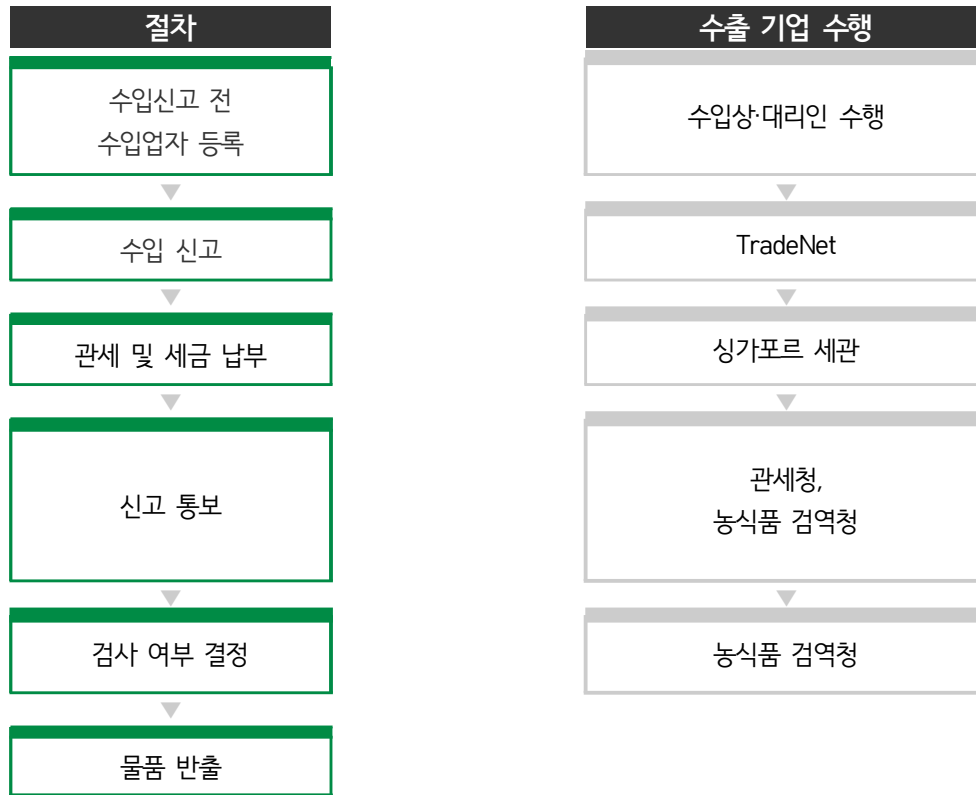 절차
수출 기업 수행
수입신고 전
수입업자 등록
수입상·대리인 수행
수입 신고
TradeNet
관세 및 세금 납부
싱가포르 세관
신고 통보
관세청,
농식품 검역청
검사 여부 결정
농식품 검역청
물품 반출